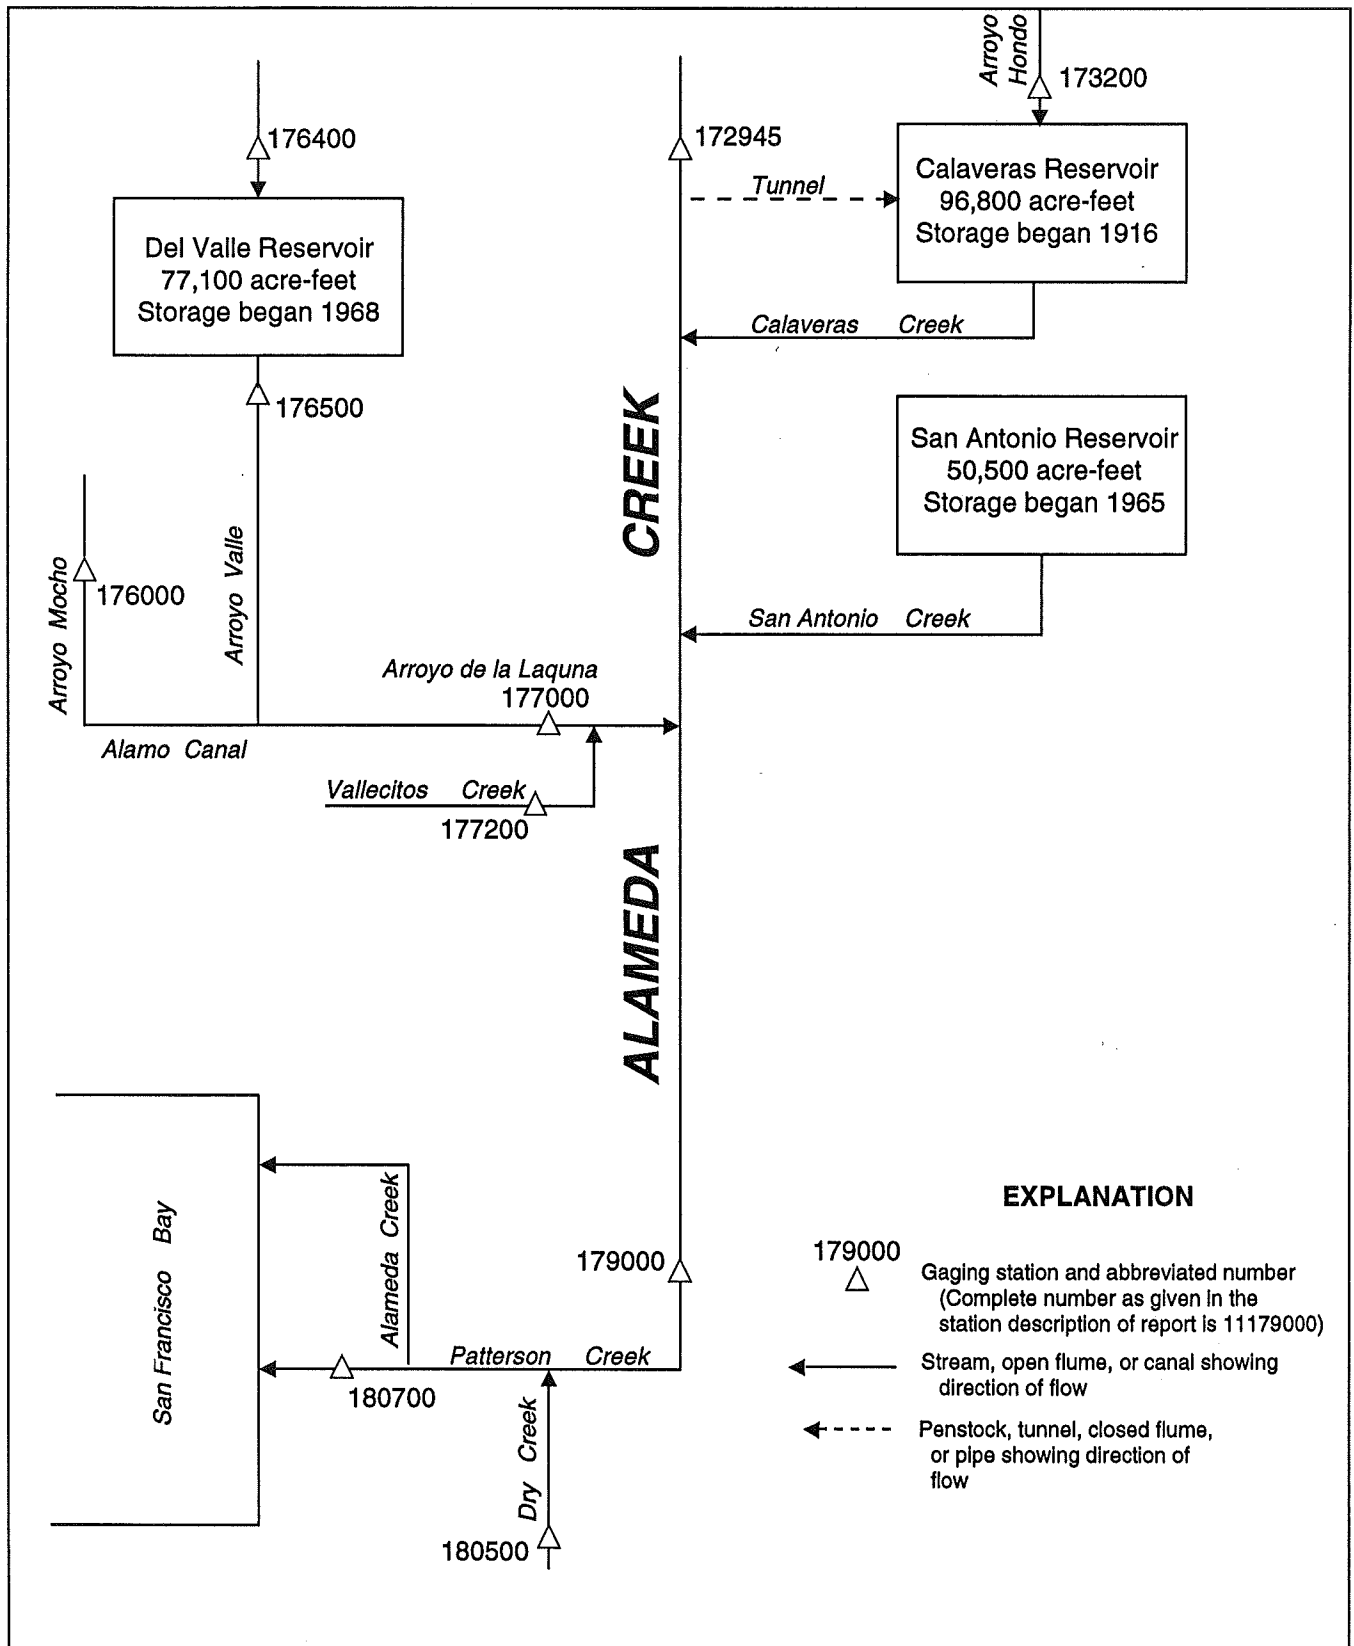 Arroyo
Hondo
173200
176400
172945
Tunnel
Calaveras Reservoir
96,800 acre-feet
Storage began 1916
Del Valle Reservoir
77,100 acre-feet
Storage began 1968
Calaveras Creek
176500
CREEK
San Antonio Reservoir
50,500 acre-feet
Storage began 1965
Arroyo Mocho
176000
Arroyo Valle
San Antonio Creek
Arroyo de la Laquna
177000
Alamo Canal
Vallecitos Creek
177200
ALAMEDA
San Francisco Bay
Alameda Creek
179000
Patterson Creek
180700
Dry Creek
180500
EXPLANATION
179000
Gaging station and abbreviated number
(Complete number as given in the
station description of report is 11179000)
Stream, open flume, or canal showing
direction of flow
Penstock, tunnel, closed flume,
or pipe showing direction of
flow